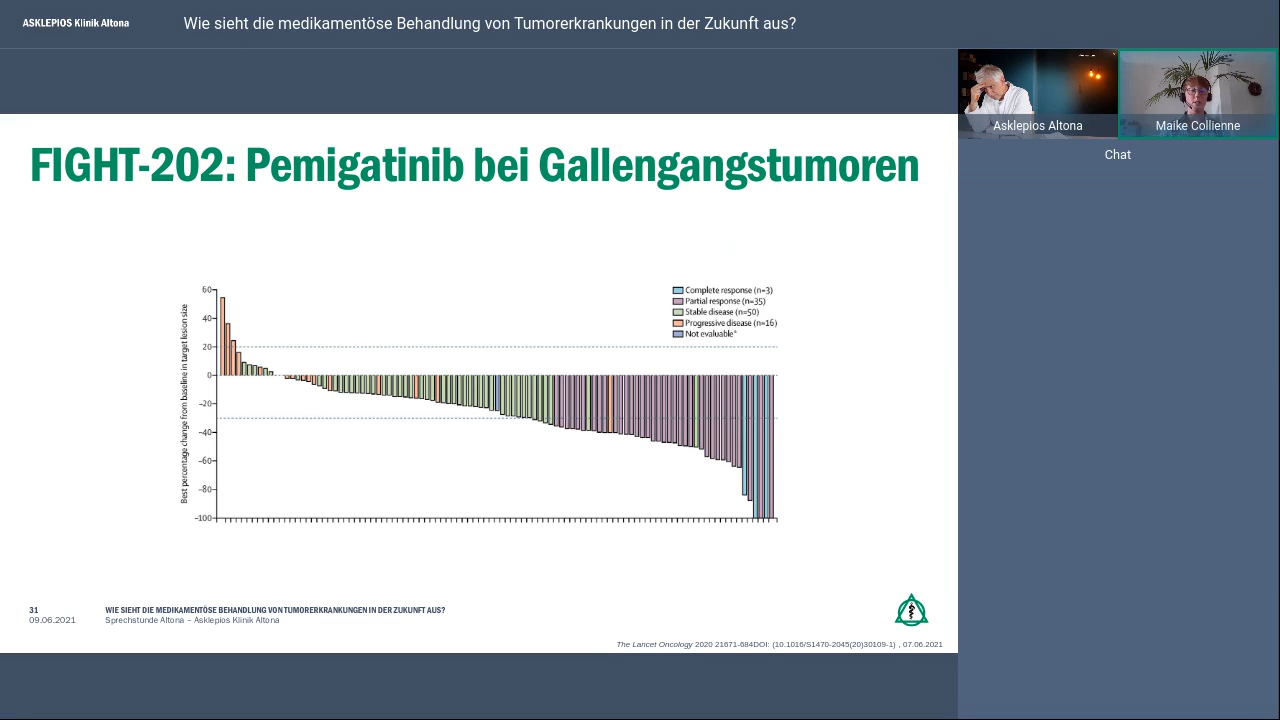 ASKLEPIOS Klinik Altona
Wie sieht die medikamentöse Behandlung von Tumorerkrankungen in der Zukunft aus?
Asklepios Altona
Maike Collienne
Chat
FIGHT-202: Pemigatinib bei Gallengangstumoren
Best percentage change from baseline in target lesion size
60
40
20
0
−20
−40
−60
−80
−100
Complete response (n=3)
Partial response (n=35)
Stable disease (n=50)
Progressive disease (n=16)
Not evaluable*
31
WIE SIEHT DIE MEDIKAMENTÖSE BEHANDLUNG VON TUMORERKRANKUNGEN IN DER ZUKUNFT AUS?
09.06.2021
Sprechstunde Altona – Asklepios Klinik Altona
The Lancet Oncology 2020 21671-684DOI: (10.1016/S1470-2045(20)30109-1) , 07.06.2021